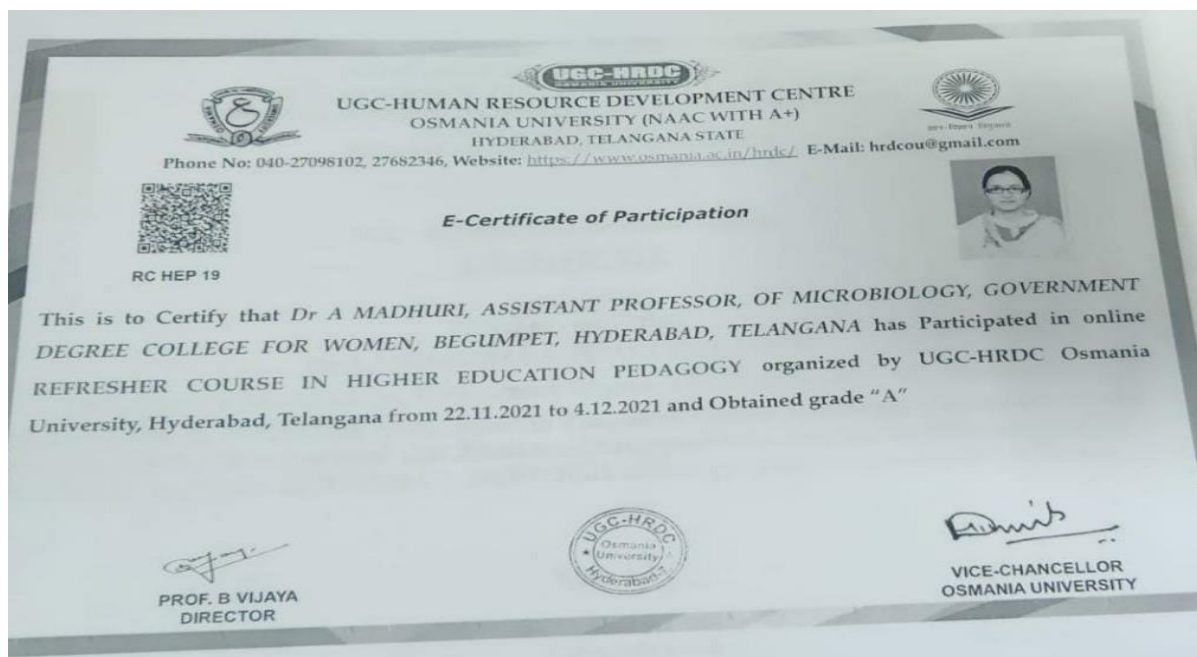 UGC-HRDC
OSMANIA UNIVERSITY
UGC-HUMAN RESOURCE DEVELOPMENT CENTRE
OSMANIA UNIVERSITY (NAAC WITH A+)
HYDERABAD, TELANGANA STATE
Phone No: 040-27098102, 27682346, Website: https://www.osmania.ac.in/hrdc/ E-Mail: hrdcou@gmail.com
E-Certificate of Participation
RC HEP 19
This is to Certify that Dr A MADHURI, ASSISTANT PROFESSOR, OF MICROBIOLOGY, GOVERNMENT
DEGREE COLLEGE FOR WOMEN, BEGUMPET, HYDERABAD, TELANGANA has Participated in online
REFRESHER COURSE IN HIGHER EDUCATION PEDAGOGY organized by UGC-HRDC Osmania
University, Hyderabad, Telangana from 22.11.2021 to 4.12.2021 and Obtained grade “A”
UGC-HRDC
Osmania
University
Hyderabad-7
PROF. B VIJAYA
DIRECTOR
VICE-CHANCELLOR
OSMANIA UNIVERSITY